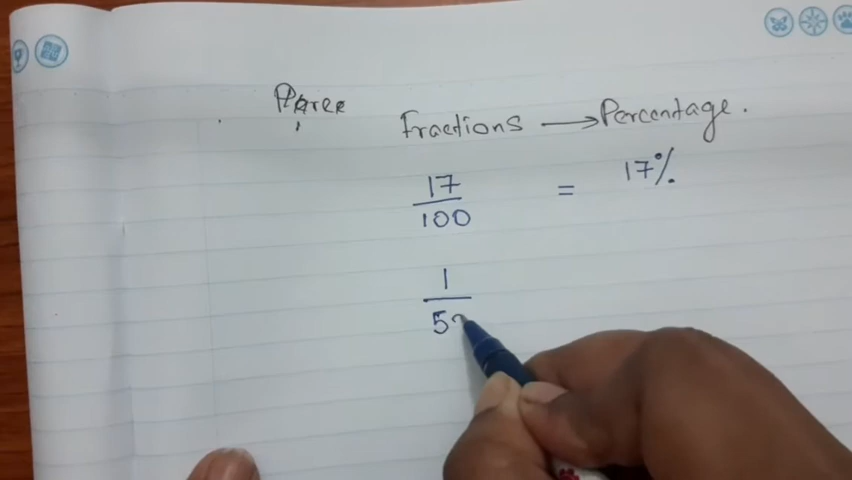 Fractions → Percentage.
17/100 = 17%
1/5